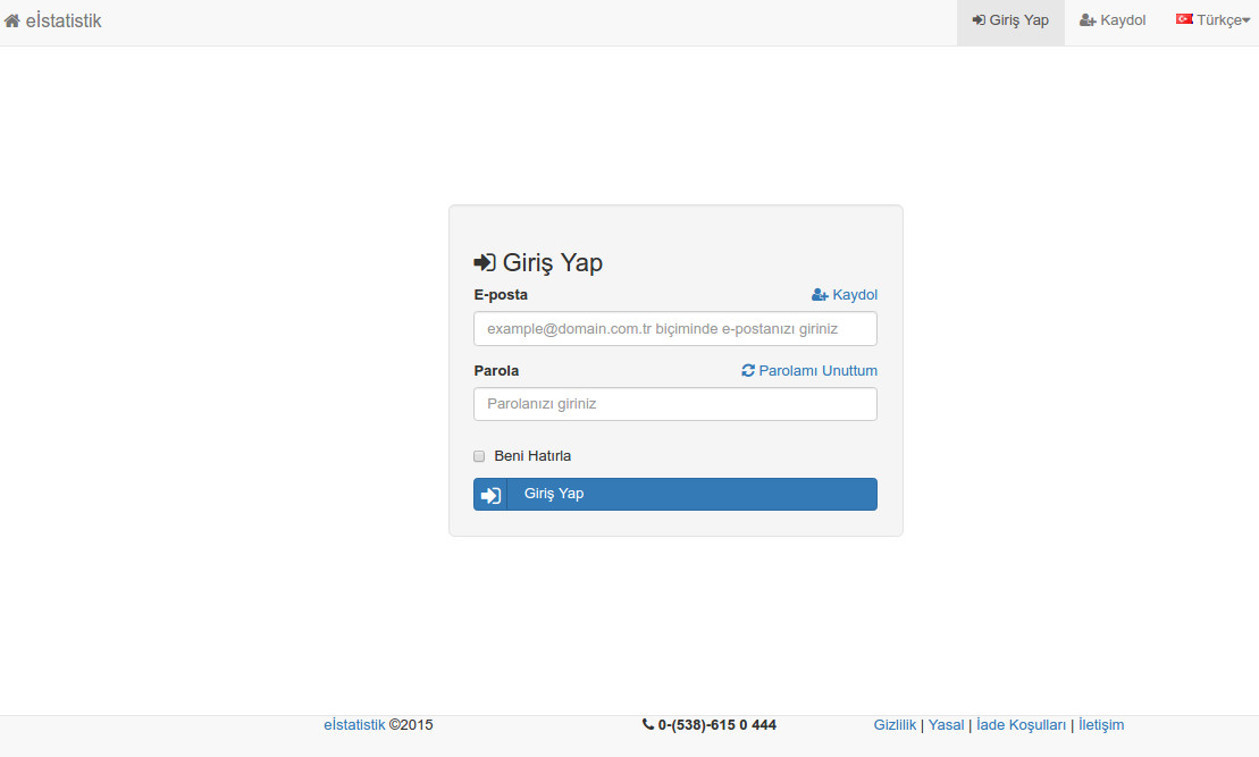 eİstatistik Giriş Yap Kaydol Türkçe
Giriş Yap
E-posta Kaydol
example@domain.com.tr biçiminde e-postanızı giriniz
Parola Parolamı Unuttum
Parolanızı giriniz
Beni Hatırla
Giriş Yap
eİstatistik ©2015 0-(538)-615 0 444 Gizlilik | Yasal | İade Koşulları | İletişim